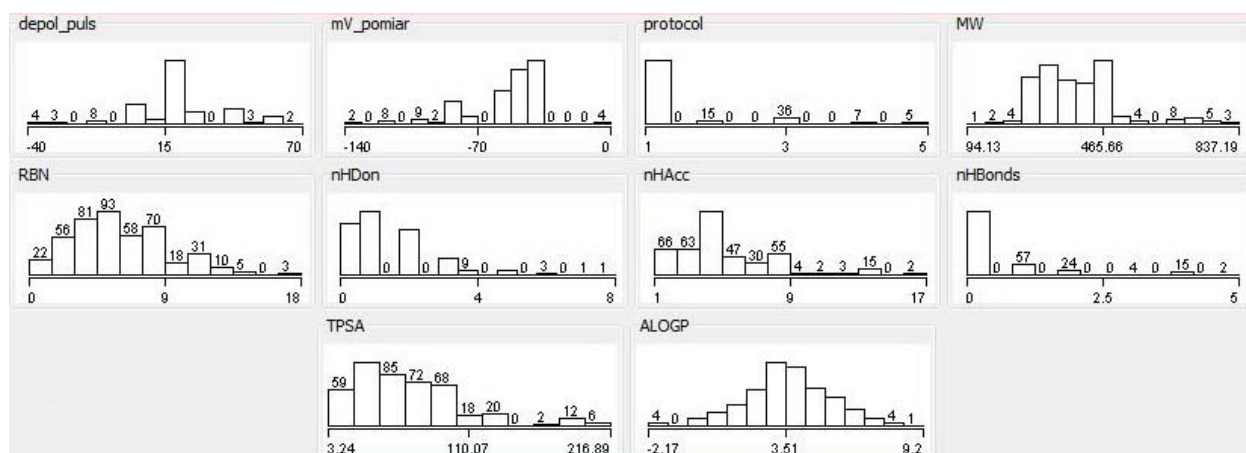 depol_puls mV_pomiar protocol MW
4 3 0 8 0 0 3 2 2 0 8 0 9 2 0 0 0 0 4 0 15 0 0 36 0 0 7 0 5 1 2 4 4 0 8 5 3
-40 15 70 -140 -70 0 1 3 5 94.13 465.66 837.19
RBN nHDon nHAcc nHBonds
22 56 81 93 58 70 18 31 10 5 0 3 0 0 9 0 0 3 0 1 1 66 63 47 30 55 4 2 3 15 0 2 0 57 0 24 0 0 4 0 15 0 2
0 9 18 0 4 8 1 9 17 0 2.5 5
TPSA ALOGP
59 85 72 68 18 20 0 2 12 6 4 0 4 1
3.24 110.07 216.89 -2.17 3.51 9.2